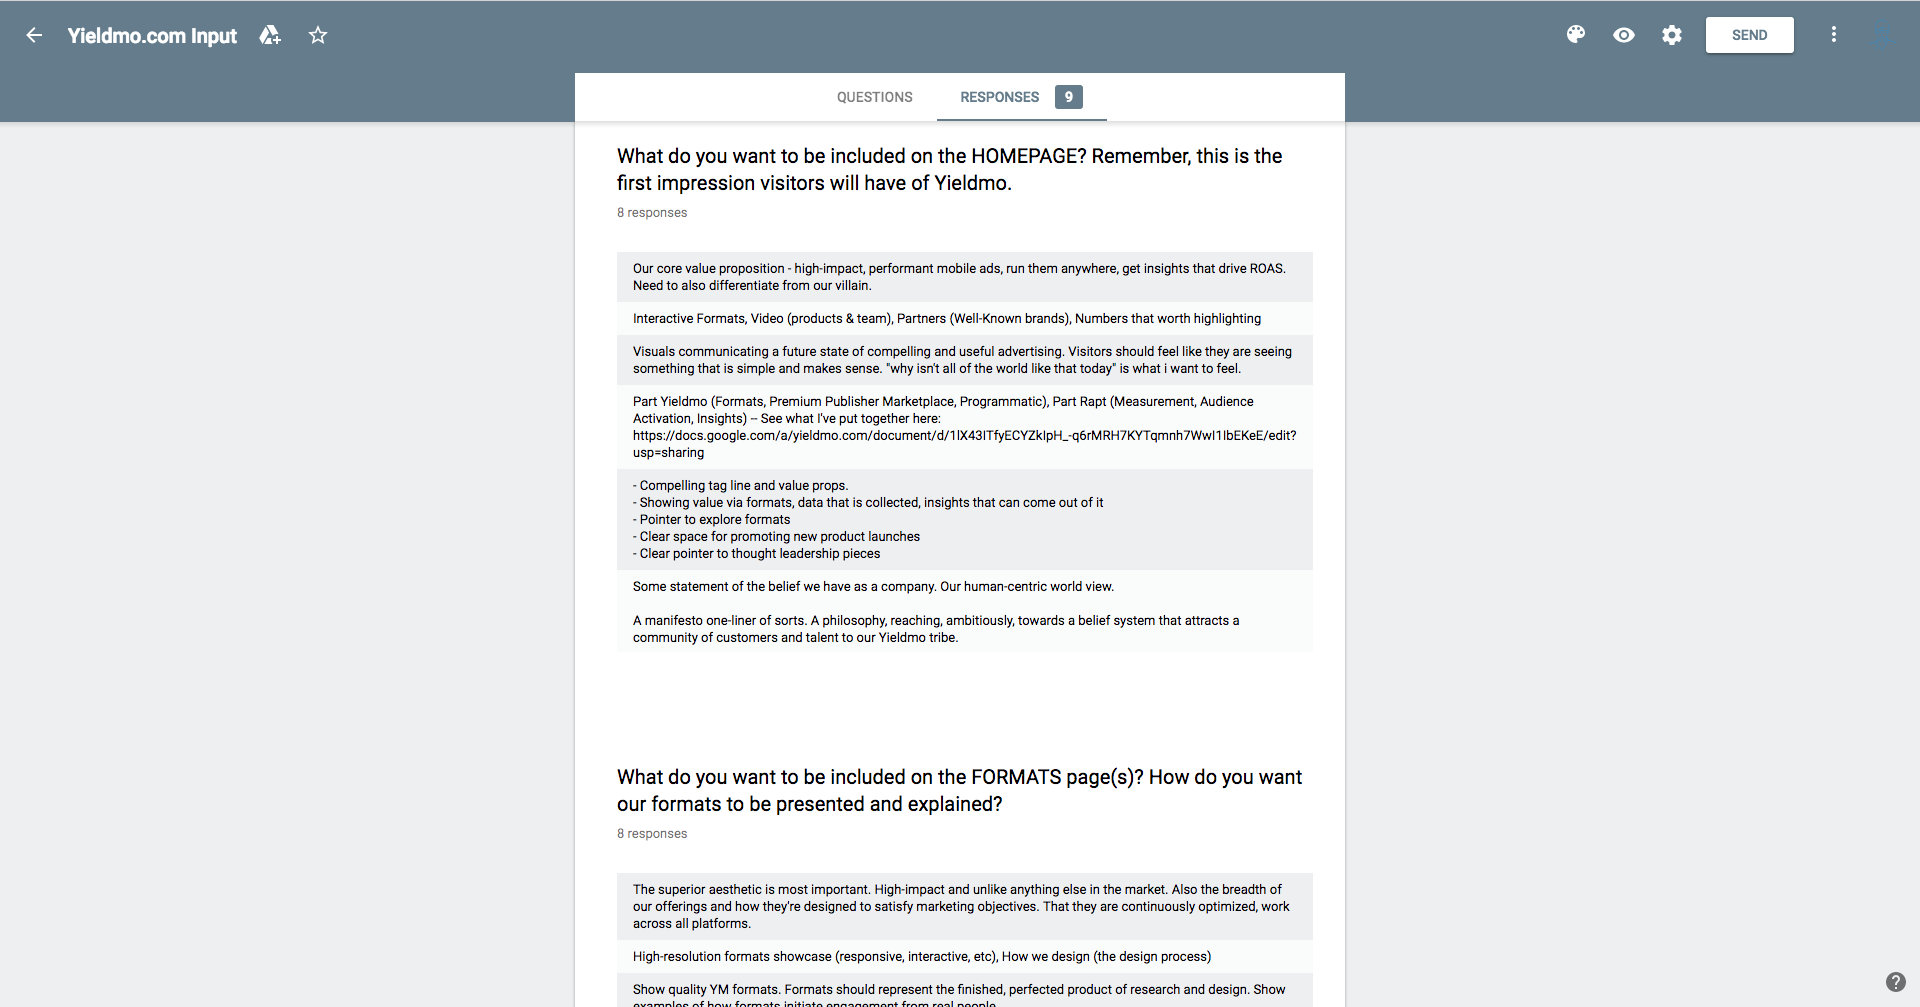 Yieldmo.com Input
SEND
QUESTIONS
RESPONSES 9
What do you want to be included on the HOMEPAGE? Remember, this is the
first impression visitors will have of Yieldmo.
8 responses
Our core value proposition - high-impact, performant mobile ads, run them anywhere, get insights that drive ROAS.
Need to also differentiate from our villain.
Interactive Formats, Video (products & team), Partners (Well-Known brands), Numbers that worth highlighting
Visuals communicating a future state of compelling and useful advertising. Visitors should feel like they are seeing
something that is simple and makes sense. "why isn't all of the world like that today" is what i want to feel.
Part Yieldmo (Formats, Premium Publisher Marketplace, Programmatic), Part Rapt (Measurement, Audience
Activation, Insights) -- See what I've put together here:
https://docs.google.com/a/yieldmo.com/document/d/1lX43ITfyECYZkIpH_-q6rMRH7KYTqmnh7WwI1IbEKeE/edit?
usp=sharing
- Compelling tag line and value props.
- Showing value via formats, data that is collected, insights that can come out of it
- Pointer to explore formats
- Clear space for promoting new product launches
- Clear pointer to thought leadership pieces
Some statement of the belief we have as a company. Our human-centric world view.
A manifesto one-liner of sorts. A philosophy, reaching, ambitiously, towards a belief system that attracts a
community of customers and talent to our Yieldmo tribe.
What do you want to be included on the FORMATS page(s)? How do you want
our formats to be presented and explained?
8 responses
The superior aesthetic is most important. High-impact and unlike anything else in the market. Also the breadth of
our offerings and how they're designed to satisfy marketing objectives. That they are continuously optimized, work
across all platforms.
High-resolution formats showcase (responsive, interactive, etc), How we design (the design process)
Show quality YM formats. Formats should represent the finished, perfected product of research and design. Show
examples of how formats initiate engagement from real people